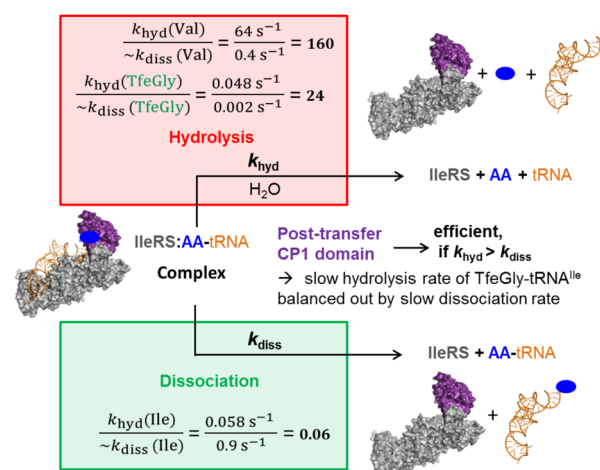 k_hyd(Val) / ~k_diss(Val) = 64 s⁻¹ / 0.4 s⁻¹ = 160
k_hyd(TfeGly) / ~k_diss(TfeGly) = 0.048 s⁻¹ / 0.002 s⁻¹ = 24
Hydrolysis
+ +
k_hyd
H₂O
IleRS + AA + tRNA
IleRS:AA-tRNA
Complex
Post-transfer
CP1 domain
efficient,
if k_hyd > k_diss
→ slow hydrolysis rate of TfeGly-tRNA^Ile
balanced out by slow dissociation rate
k_diss
IleRS + AA-tRNA
Dissociation
+
k_hyd(Ile) / ~k_diss(Ile) = 0.058 s⁻¹ / 0.9 s⁻¹ = 0.06